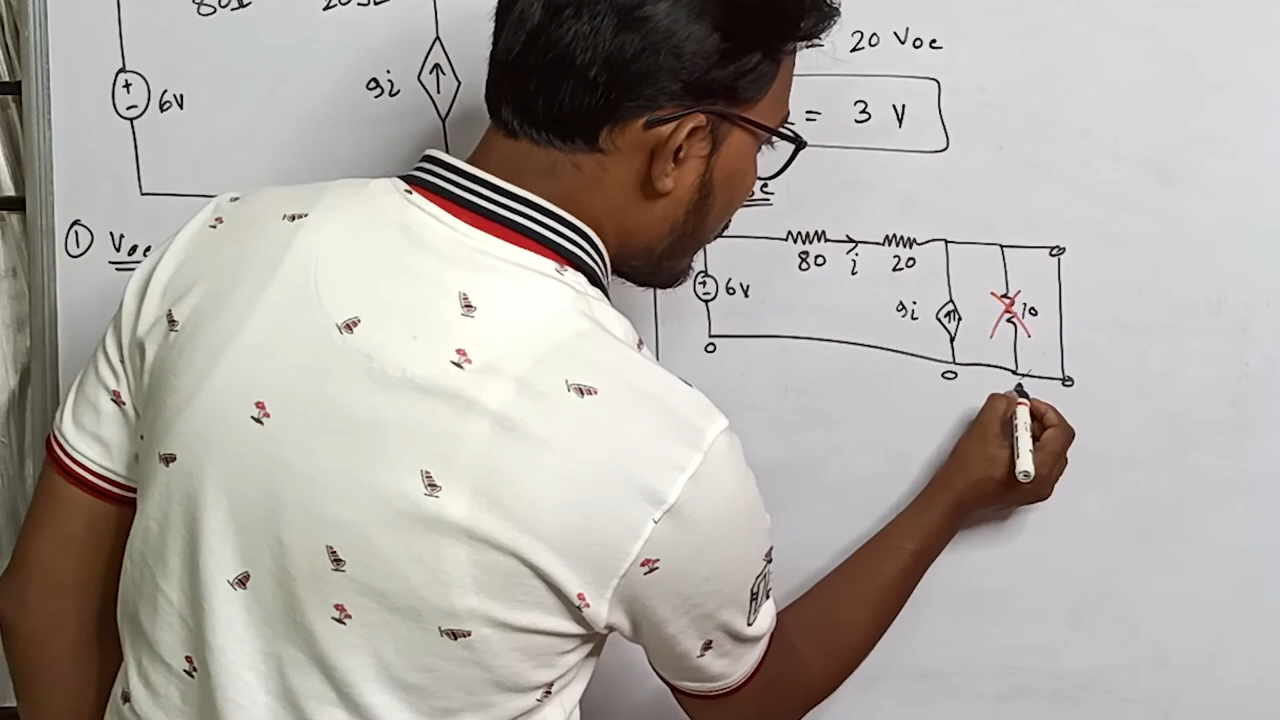 80Ω 20Ω
9i
+
-
6V
① Voc
= 20 Voc
= 3 V
80 i 20
+
-
6V
9i
10